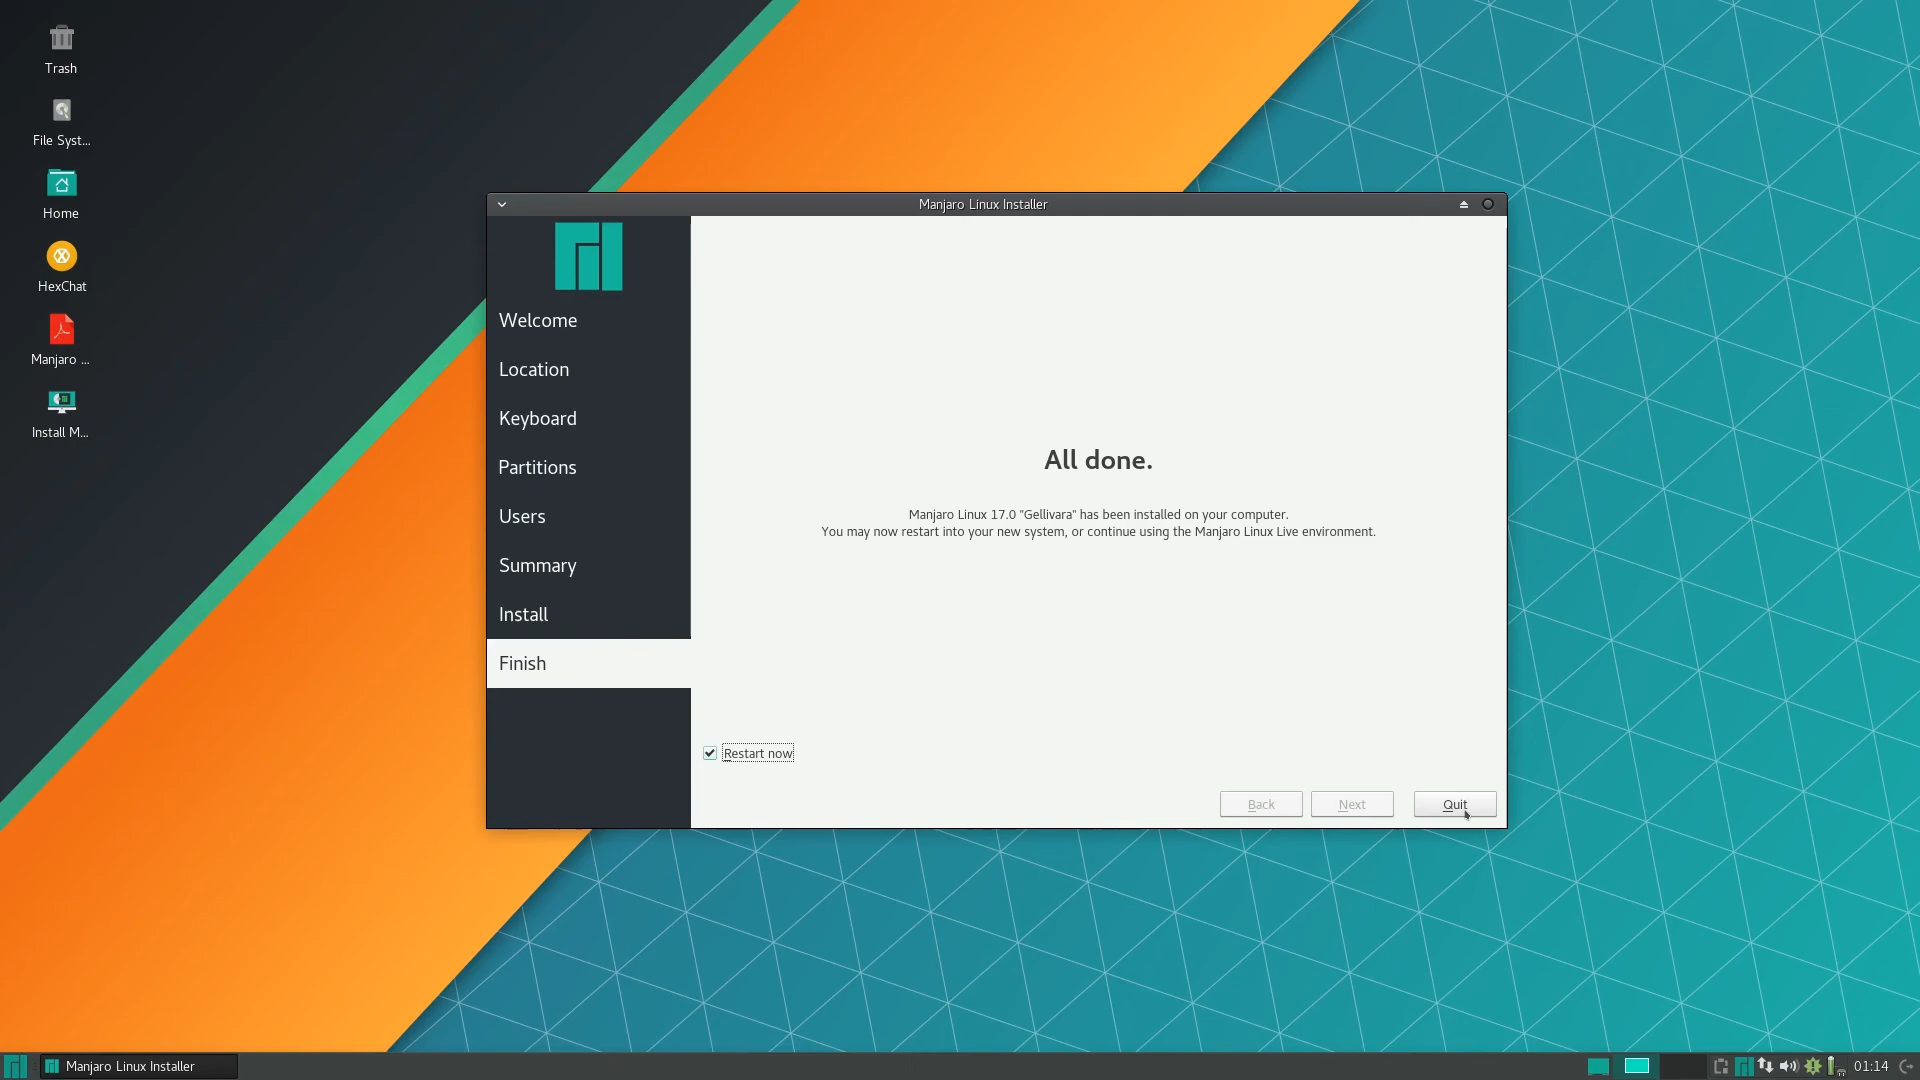 Trash
File Syst...
Home
HexChat
Manjaro ...
Install M...
Manjaro Linux Installer
Welcome
Location
Keyboard
Partitions
Users
Summary
Install
Finish
All done.
Manjaro Linux 17.0 "Gellivara" has been installed on your computer.
You may now restart into your new system, or continue using the Manjaro Linux Live environment.
Restart now
Back
Next
Quit
Manjaro Linux Installer
01:14